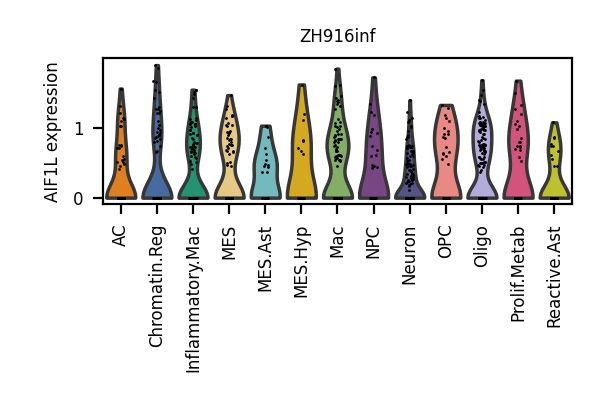 ZH916inf
AIF1L expression
1
0
AC
Chromatin.Reg
Inflammatory.Mac
MES
MES.Ast
MES.Hyp
Mac
NPC
Neuron
OPC
Oligo
Prolif.Metab
Reactive.Ast